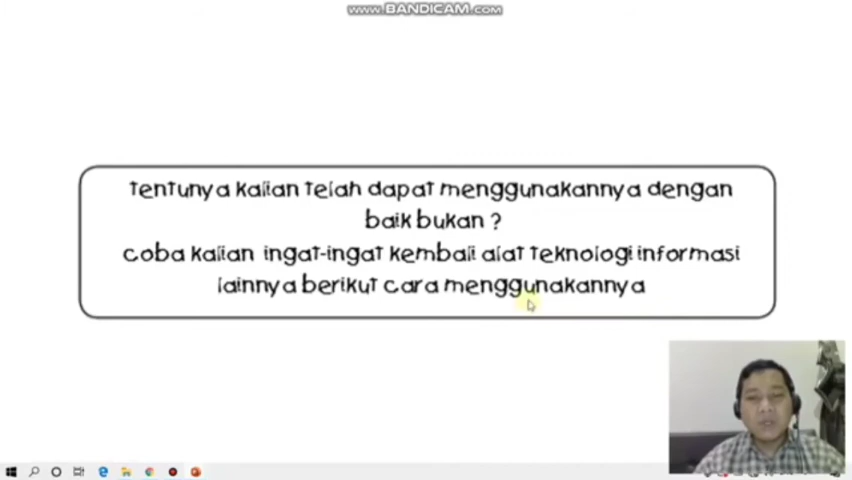 www.BANDICAM.com
tentunya kalian telah dapat menggunakannya dengan
baik bukan ?
coba kalian ingat-ingat kembali alat teknologi informasi
lainnya berikut cara menggunakannya